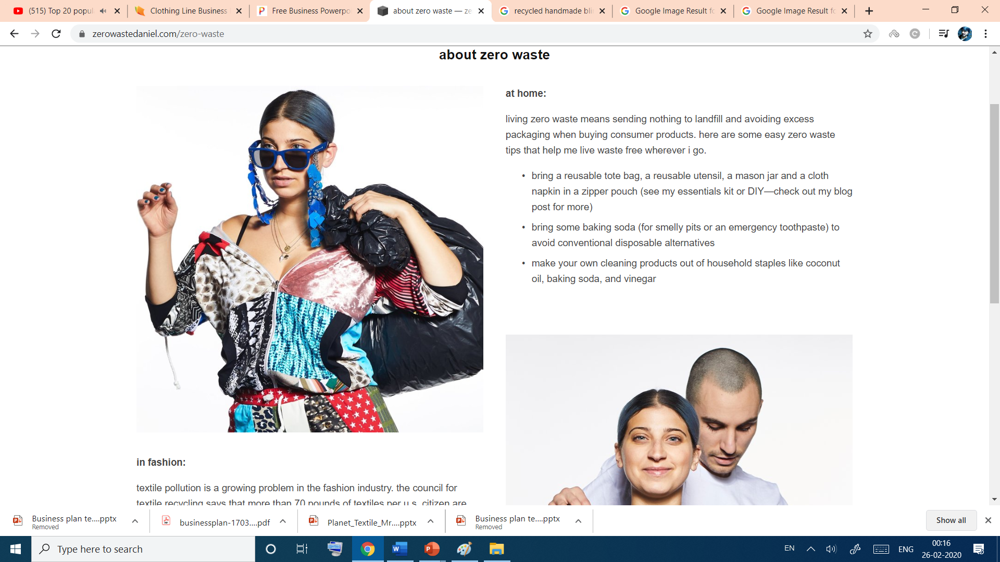 (515) Top 20 popul
Clothing Line Business
Free Business Powerpo
about zero waste — ze
recycled handmade bli
Google Image Result fo
Google Image Result fo
zerowastedaniel.com/zero-waste
about zero waste
at home:
living zero waste means sending nothing to landfill and avoiding excess
packaging when buying consumer products. here are some easy zero waste
tips that help me live waste free wherever i go.
• bring a reusable tote bag, a reusable utensil, a mason jar and a cloth
napkin in a zipper pouch (see my essentials kit or DIY—check out my blog
post for more)
• bring some baking soda (for smelly pits or an emergency toothpaste) to
avoid conventional disposable alternatives
• make your own cleaning products out of household staples like coconut
oil, baking soda, and vinegar
in fashion:
textile pollution is a growing problem in the fashion industry. the council for
textile recycling says that more than 70 pounds of textiles per u.s. citizen are
Business plan te....pptx
Removed
businessplan-1703....pdf
Planet_Textile_Mr....pptx
Business plan te....pptx
Removed
Show all
Type here to search
EN
ENG
00:16
26-02-2020